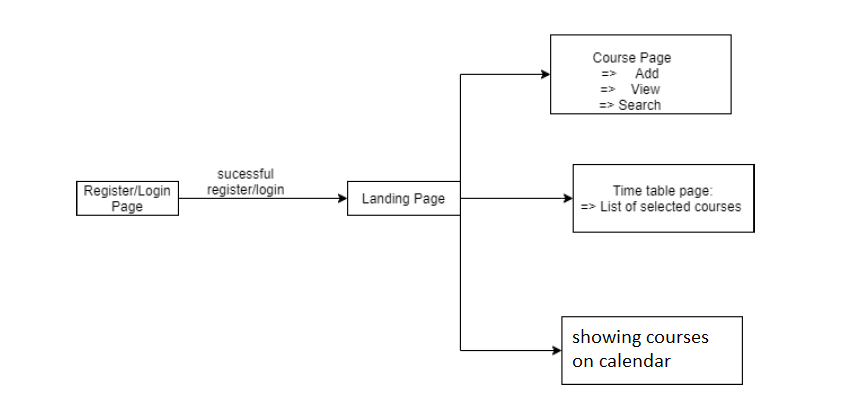 Register/Login
Page
sucessful
register/login
Landing Page
Course Page
=> Add
=> View
=> Search
Time table page:
=> List of selected courses
showing courses
on calendar